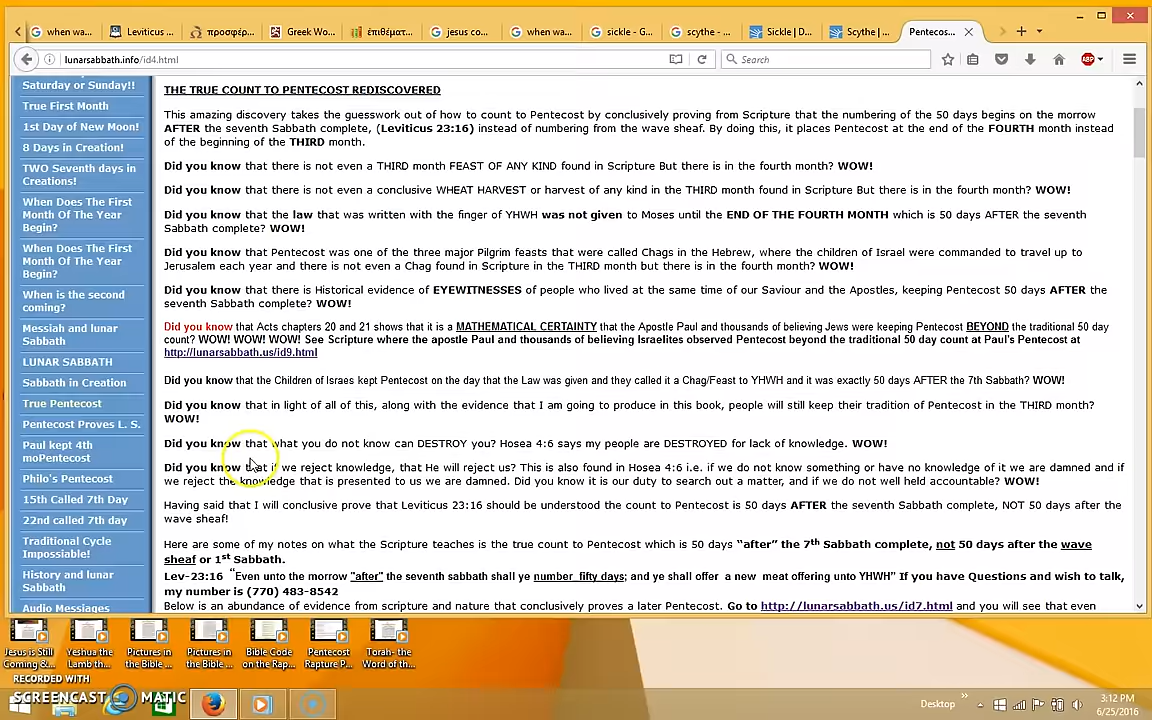 when wa...
Leviticus ...
προσφέρ...
Greek Wo...
ἐπιθέματ...
jesus co...
when wa...
sickle - G...
scythe - ...
Sickle | D...
Scythe | ...
Pentecos...
lunarsabbath.info/id4.html
Search
ABP
Saturday or Sunday!!
True First Month
1st Day of New Moon!
8 Days in Creation!
TWO Seventh days in
Creations!
When Does The First
Month Of The Year
Begin?
When Does The First
Month Of The Year
Begin?
When is the second
coming?
Messiah and lunar
Sabbath
LUNAR SABBATH
Sabbath in Creation
True Pentecost
Pentecost Proves L. S.
Paul kept 4th
moPentecost
Philo's Pentecost
15th Called 7th Day
22nd called 7th day
Traditional Cycle
Impossiable!
History and lunar
Sabbath
Audio Messages
THE TRUE COUNT TO PENTECOST REDISCOVERED
This amazing discovery takes the guesswork out of how to count to Pentecost by conclusively proving from Scripture that the numbering of the 50 days begins on the morrow
AFTER the seventh Sabbath complete, (Leviticus 23:16) instead of numbering from the wave sheaf. By doing this, it places Pentecost at the end of the FOURTH month instead
of the beginning of the THIRD month.
Did you know that there is not even a THIRD month FEAST OF ANY KIND found in Scripture But there is in the fourth month? WOW!
Did you know that there is not even a conclusive WHEAT HARVEST or harvest of any kind in the THIRD month found in Scripture But there is in the fourth month? WOW!
Did you know that the law that was written with the finger of YHWH was not given to Moses until the END OF THE FOURTH MONTH which is 50 days AFTER the seventh
Sabbath complete? WOW!
Did you know that Pentecost was one of the three major Pilgrim feasts that were called Chags in the Hebrew, where the children of Israel were commanded to travel up to
Jerusalem each year and there is not even a Chag found in Scripture in the THIRD month but there is in the fourth month? WOW!
Did you know that there is Historical evidence of EYEWITNESSES of people who lived at the same time of our Saviour and the Apostles, keeping Pentecost 50 days AFTER the
seventh Sabbath complete? WOW!
Did you know that Acts chapters 20 and 21 shows that it is a MATHEMATICAL CERTAINTY that the Apostle Paul and thousands of believing Jews were keeping Pentecost BEYOND the traditional 50 day
count? WOW! WOW! WOW! See Scripture where the apostle Paul and thousands of believing Israelites observed Pentecost beyond the traditional 50 day count at Paul's Pentecost at
http://lunarsabbath.us/id9.html
Did you know that the Children of Israes kept Pentecost on the day that the Law was given and they called it a Chag/Feast to YHWH and it was exactly 50 days AFTER the 7th Sabbath? WOW!
Did you know that in light of all of this, along with the evidence that I am going to produce in this book, people will still keep their tradition of Pentecost in the THIRD month?
WOW!
Did you know that what you do not know can DESTROY you? Hosea 4:6 says my people are DESTROYED for lack of knowledge. WOW!
Did you know that if we reject knowledge, that He will reject us? This is also found in Hosea 4:6 i.e. if we do not know something or have no knowledge of it we are damned and if
we reject the knowledge that is presented to us we are damned. Did you know it is our duty to search out a matter, and if we do not well held accountable? WOW!
Having said that I will conclusive prove that Leviticus 23:16 should be understood the count to Pentecost is 50 days AFTER the seventh Sabbath complete, NOT 50 days after the
wave sheaf!
Here are some of my notes on what the Scripture teaches is the true count to Pentecost which is 50 days "after" the 7th Sabbath complete, not 50 days after the wave
sheaf or 1st Sabbath.
Lev-23:16 "Even unto the morrow "after" the seventh sabbath shall ye number fifty days; and ye shall offer a new meat offering unto YHWH" If you have Questions and wish to talk,
my number is (770) 483-8542
Below is an abundance of evidence from scripture and nature that conclusively proves a later Pentecost. Go to http://lunarsabbath.us/id7.html and you will see that even
Jesus is Still
Coming &...
Yeshua the
Lamb th...
Pictures in
the Bible ...
Pictures in
the Bible ...
Bible Code
on the Rap...
Pentecost
Rapture P...
Torah- the
Word of th...
RECORDED WITH
SCREENCAST MATIC
Desktop
3:12 PM
6/25/2016